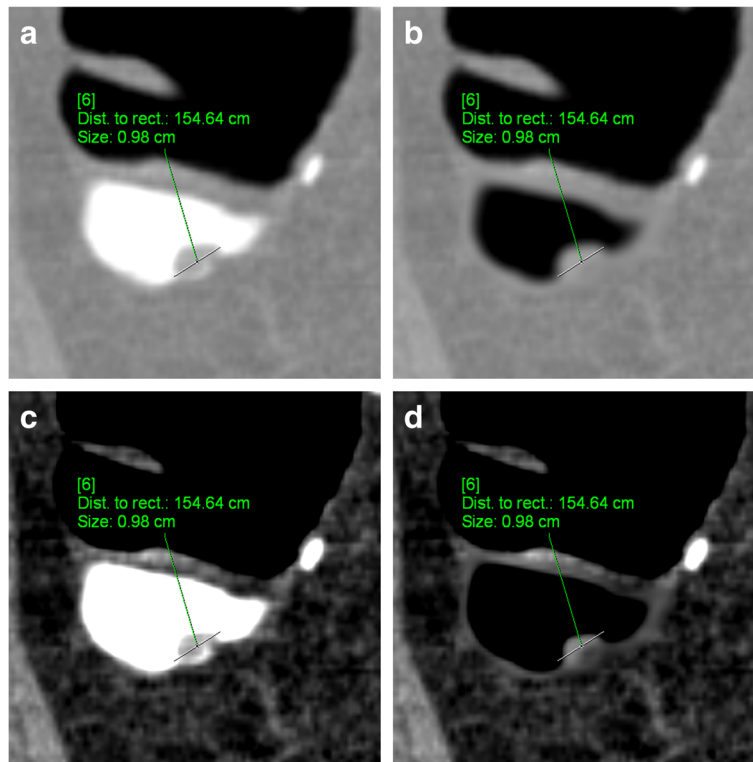 a
[6]
Dist. to rect.: 154.64 cm
Size: 0.98 cm
b
[6]
Dist. to rect.: 154.64 cm
Size: 0.98 cm
c
[6]
Dist. to rect.: 154.64 cm
Size: 0.98 cm
d
[6]
Dist. to rect.: 154.64 cm
Size: 0.98 cm